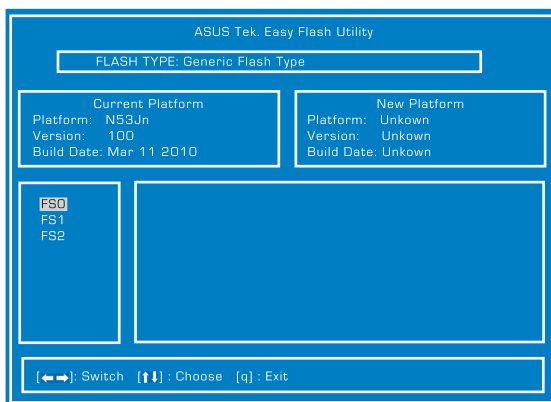 ASUS Tek. Easy Flash Utility
FLASH TYPE: Generic Flash Type
Current Platform
Platform: N53Jn
Version: 100
Build Date: Mar 11 2010
New Platform
Platform: Unkown
Version: Unkown
Build Date: Unkown
FS0
FS1
FS2
[←→]: Switch [↑↓] : Choose [q] : Exit